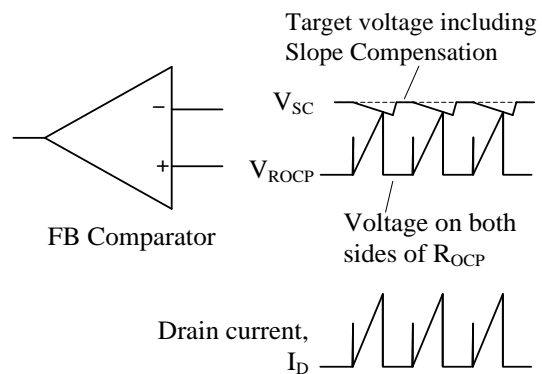 Target voltage including
Slope Compensation
−
V_SC
+
V_ROCP
FB Comparator
Voltage on both
sides of R_OCP
Drain current,
I_D